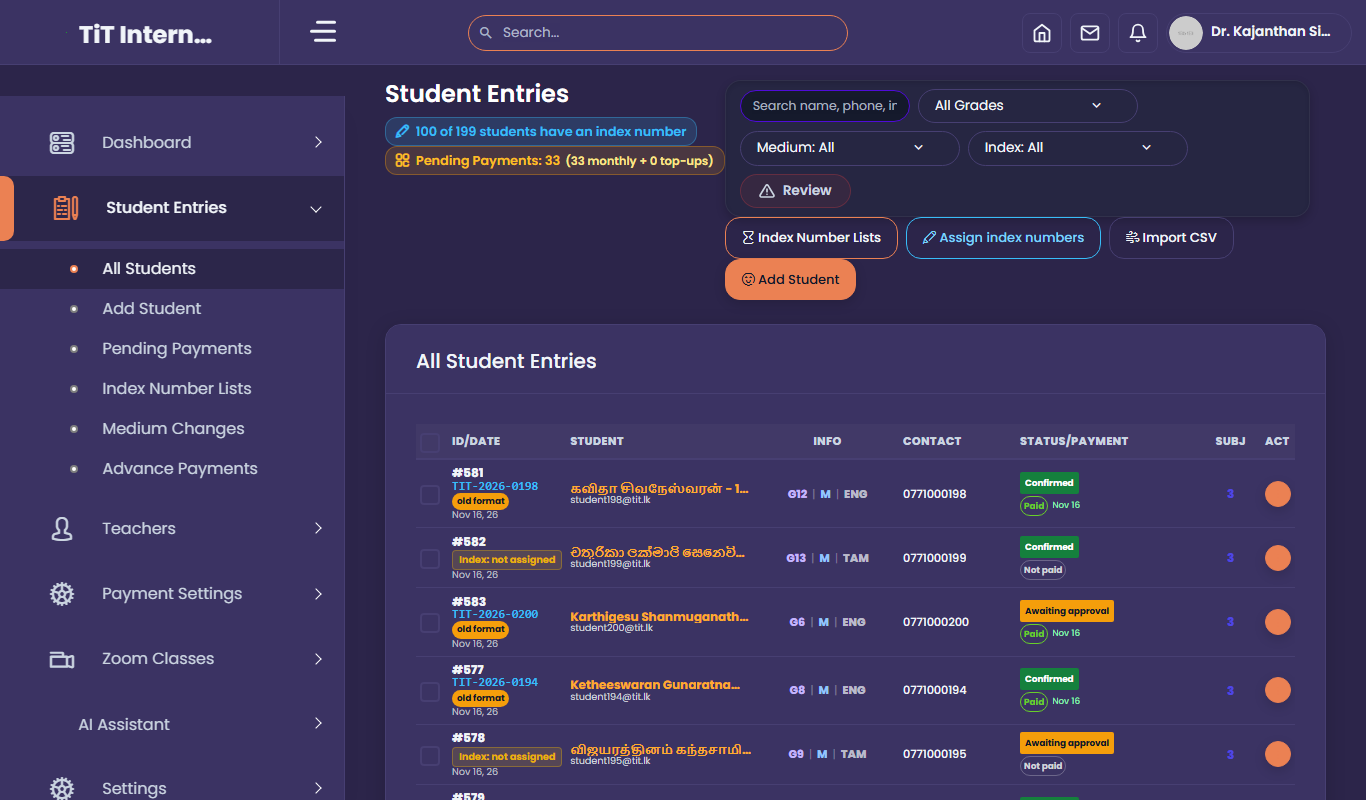 TiT Intern...
Search...
Dr. Kajanthan Si...
Dashboard
Student Entries
All Students
Add Student
Pending Payments
Index Number Lists
Medium Changes
Advance Payments
Teachers
Payment Settings
Zoom Classes
AI Assistant
Settings
Student Entries
100 of 199 students have an index number
Pending Payments: 33 (33 monthly + 0 top-ups)
Search name, phone, in
All Grades
Medium: All
Index: All
Review
Index Number Lists
Assign index numbers
Import CSV
Add Student
All Student Entries
ID/DATE STUDENT INFO CONTACT STATUS/PAYMENT SUBJ ACT
#581
TIT-2026-0198
old format
Nov 16, 26
கவிதா சிவநேஸ்வரன் - 1...
student198@tit.lk
G12 | M | ENG
0771000198
Confirmed
Paid Nov 16
3
#582
Index: not assigned
Nov 16, 26
චතුරිකා ලක්මාලි සෙනෙවි...
student199@tit.lk
G13 | M | TAM
0771000199
Confirmed
Not paid
3
#583
TIT-2026-0200
old format
Nov 16, 26
Karthigesu Shanmuganath...
student200@tit.lk
G6 | M | ENG
0771000200
Awaiting approval
Paid Nov 16
3
#577
TIT-2026-0194
old format
Nov 16, 26
Ketheeswaran Gunaratna...
student194@tit.lk
G8 | M | ENG
0771000194
Confirmed
Paid Nov 16
3
#578
Index: not assigned
Nov 16, 26
விஜயரத்தினம் கந்தசாமி...
student195@tit.lk
G9 | M | TAM
0771000195
Awaiting approval
Not paid
3
#579